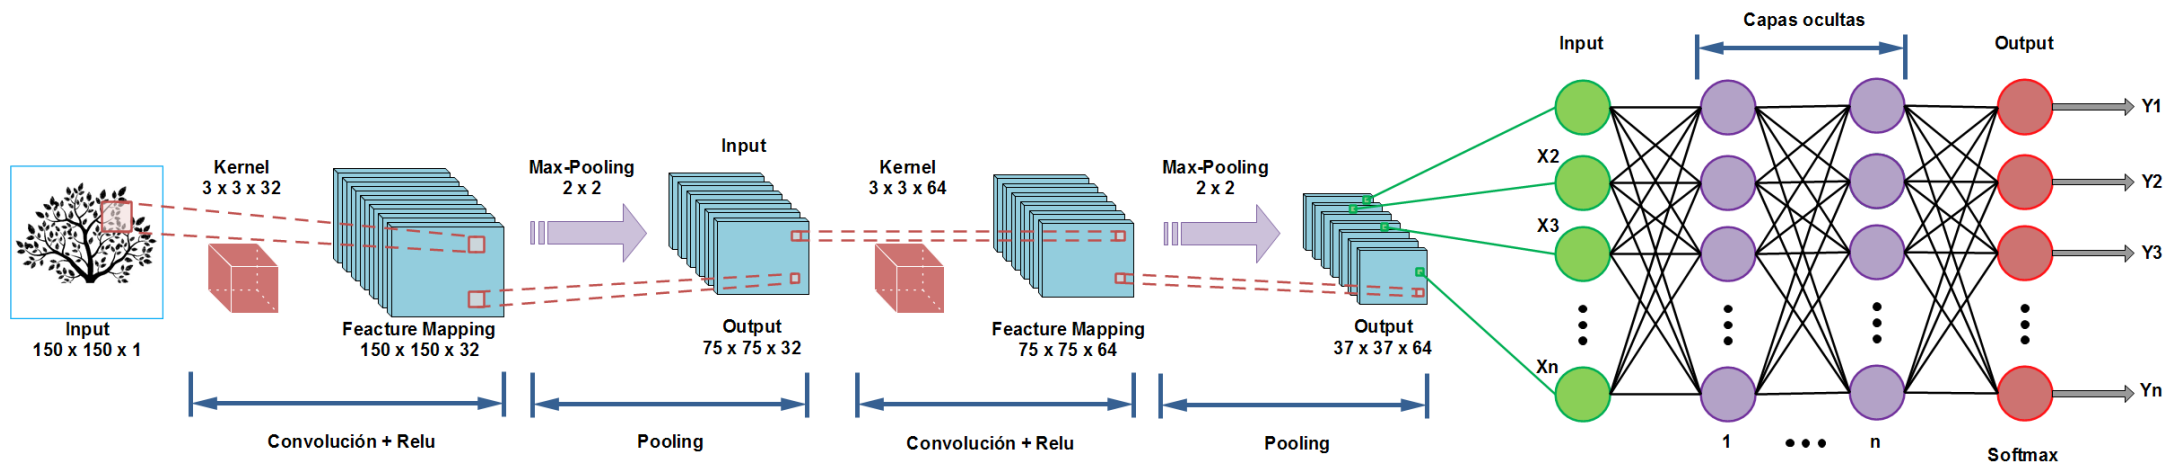 Input
150 x 150 x 1
Kernel
3 x 3 x 32
Feacture Mapping
150 x 150 x 32
Convolución + Relu
Max-Pooling
2 x 2
Input
Output
75 x 75 x 32
Pooling
Kernel
3 x 3 x 64
Feacture Mapping
75 x 75 x 64
Convolución + Relu
Max-Pooling
2 x 2
Output
37 x 37 x 64
Pooling
Input
X2
X3
Xn
Capas ocultas
1
n
Output
Y1
Y2
Y3
Yn
Softmax